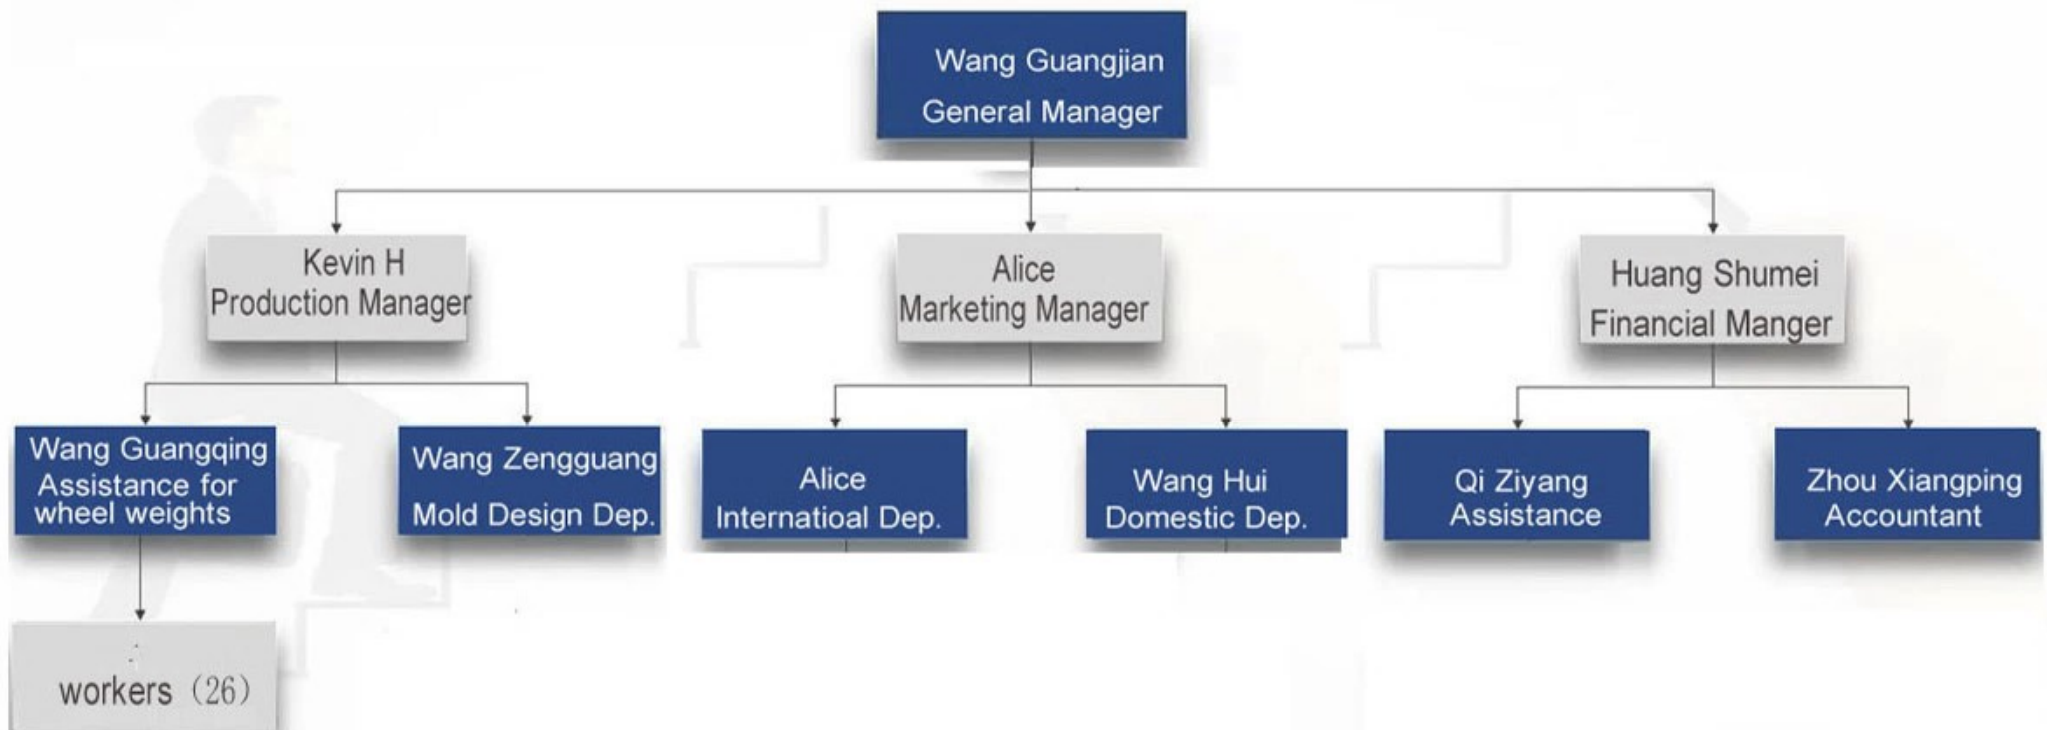 Wang Guangjian
General Manager
Kevin H
Production Manager
Alice
Marketing Manager
Huang Shumei
Financial Manger
Wang Guangqing
Assistance for
wheel weights
Wang Zengguang
Mold Design Dep.
Alice
Internatioal Dep.
Wang Hui
Domestic Dep.
Qi Ziyang
Assistance
Zhou Xiangping
Accountant
workers（26）